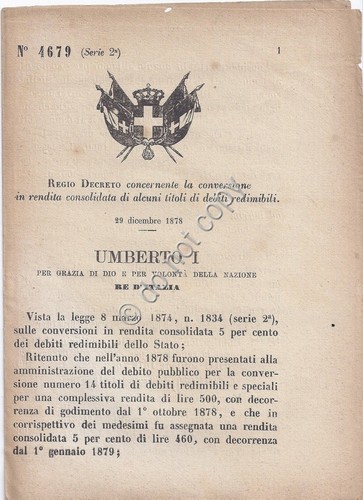 N° 4679 (Serie 2ª)
1
REGIO DECRETO concernente la conversione
in rendita consolidata di alcuni titoli di debiti redimibili.
29 dicembre 1878
UMBERTO I
PER GRAZIA DI DIO E PER VOLONTÀ DELLA NAZIONE
RE D'ITALIA
Vista la legge 8 marzo 1874, n. 1834 (serie 2ª),
sulle conversioni in rendita consolidata 5 per cento
dei debiti redimibili dello Stato;
Ritenuto che nell'anno 1878 furono presentati alla
amministrazione del debito pubblico per la conver-
sione numero 14 titoli di debiti redimibili e speciali
per una complessiva rendita di lire 500, con decor-
renza di godimento dal 1° ottobre 1878, e che in
corrispettivo dei medesimi fu assegnata una rendita
consolidata 5 per cento di lire 460, con decorrenza
dal 1° gennaio 1879;
do not copy